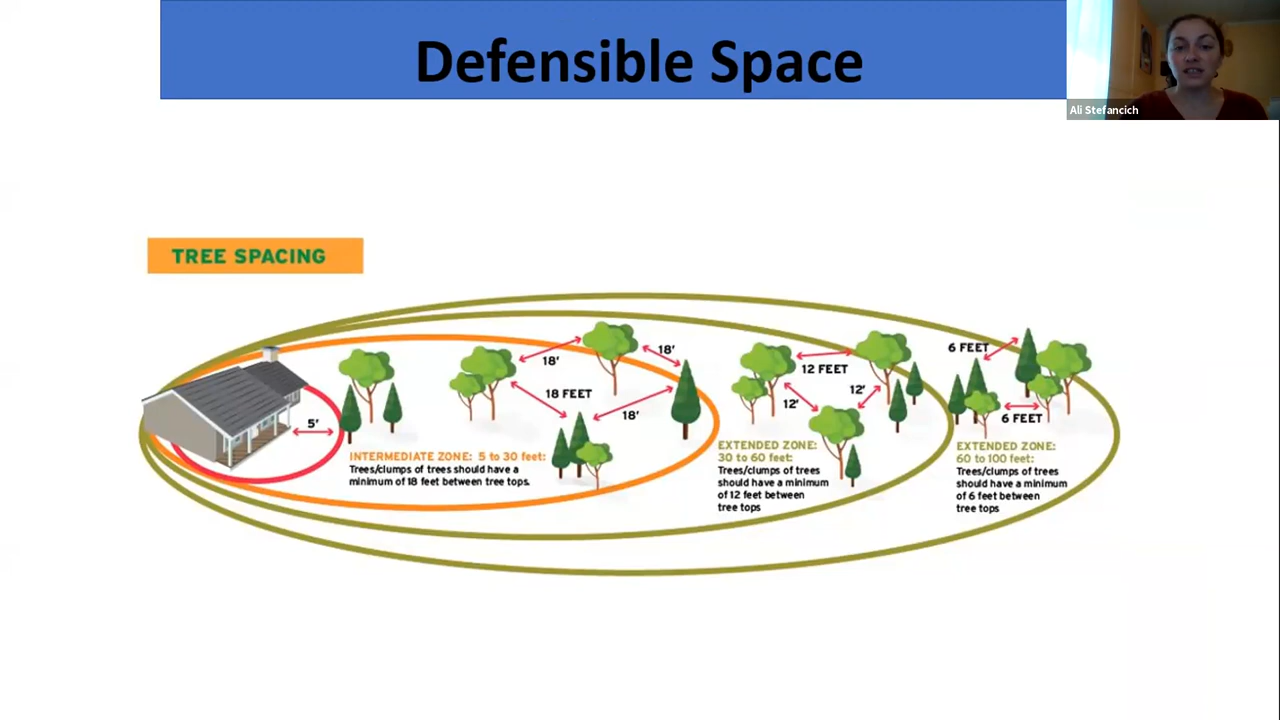 Defensible Space
Ali Stefancich
TREE SPACING
5'
18'
18'
18 FEET
18'
INTERMEDIATE ZONE: 5 to 30 feet:
Trees/clumps of trees should have a
minimum of 18 feet between tree tops.
12 FEET
12'
12'
EXTENDED ZONE:
30 to 60 feet:
Trees/clumps of trees
should have a minimum
of 12 feet between
tree tops
6 FEET
6 FEET
EXTENDED ZONE:
60 to 100 feet:
Trees/clumps of trees
should have a minimum
of 6 feet between
tree tops